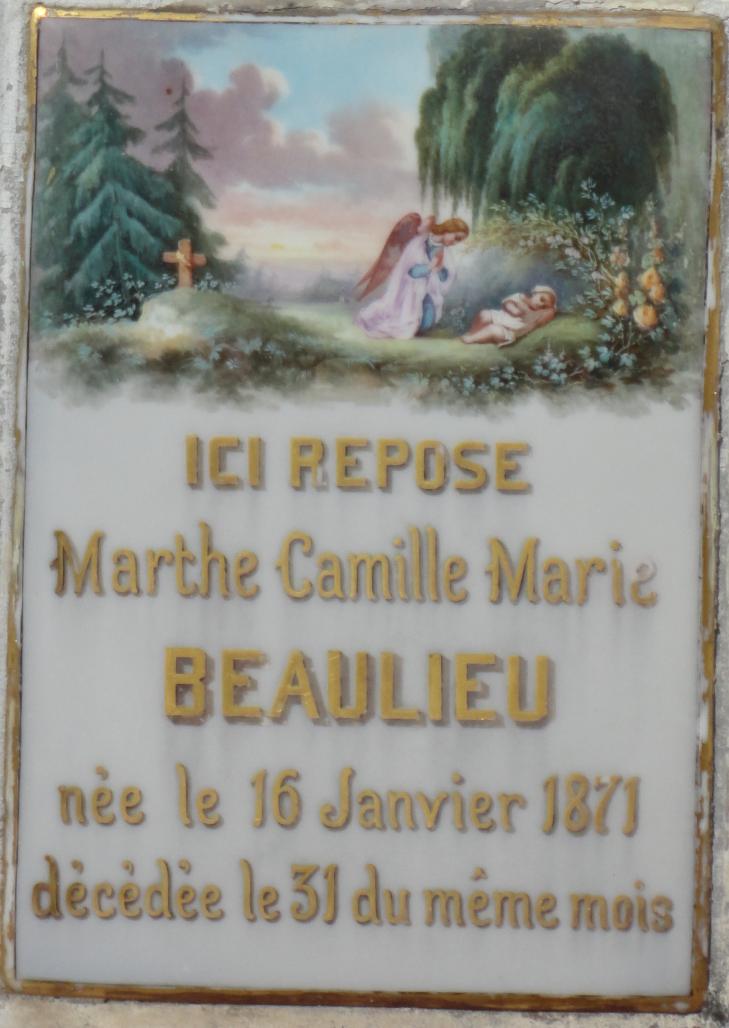 ICI REPOSE
Marthe Camille Marie
BEAULIEU
née le 16 Janvier 1871
décédée le 31 du même mois